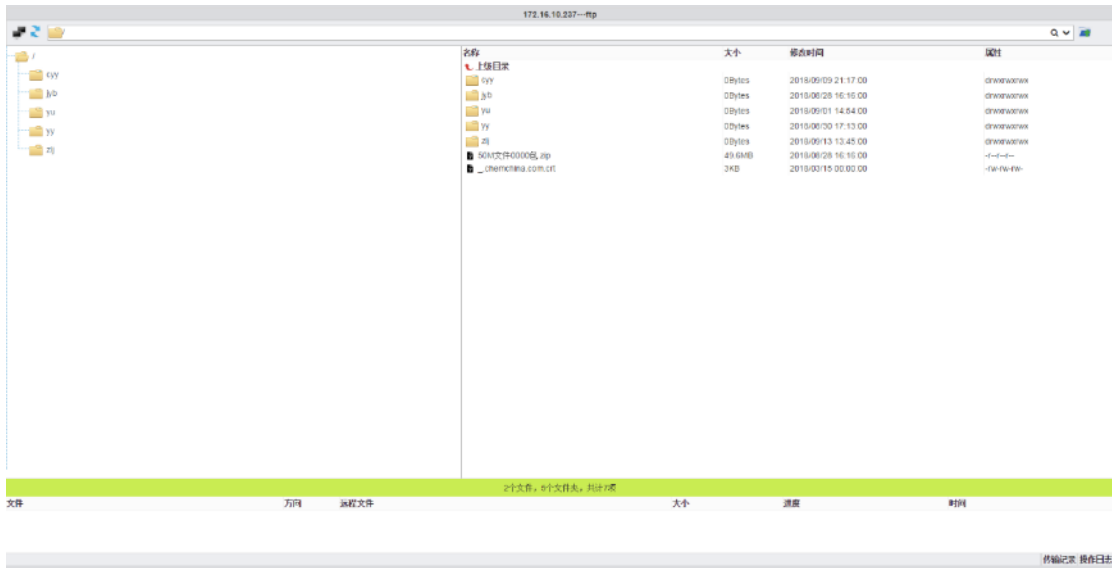 172.16.10.237---ftp
/
/
cyy
jyb
yu
yy
zlj
名称 大小 修改时间 属性
上级目录
cyy 0Bytes 2018/09/09 21:17:00 drwxrwxrwx
jyb 0Bytes 2018/08/28 16:16:00 drwxrwxrwx
yu 0Bytes 2018/09/01 14:54:00 drwxrwxrwx
yy 0Bytes 2018/08/30 17:13:00 drwxrwxrwx
zlj 0Bytes 2018/09/13 13:45:00 drwxrwxrwx
50M文件0000包.zip 49.6MB 2018/08/28 16:16:00 -r--r--r--
_.chemchina.com.crt 3KB 2018/03/15 00:00:00 -rw-rw-rw-
2个文件，5个文件夹，共计7项
文件 方向 远程文件 大小 进度 时间
传输记录 操作日志